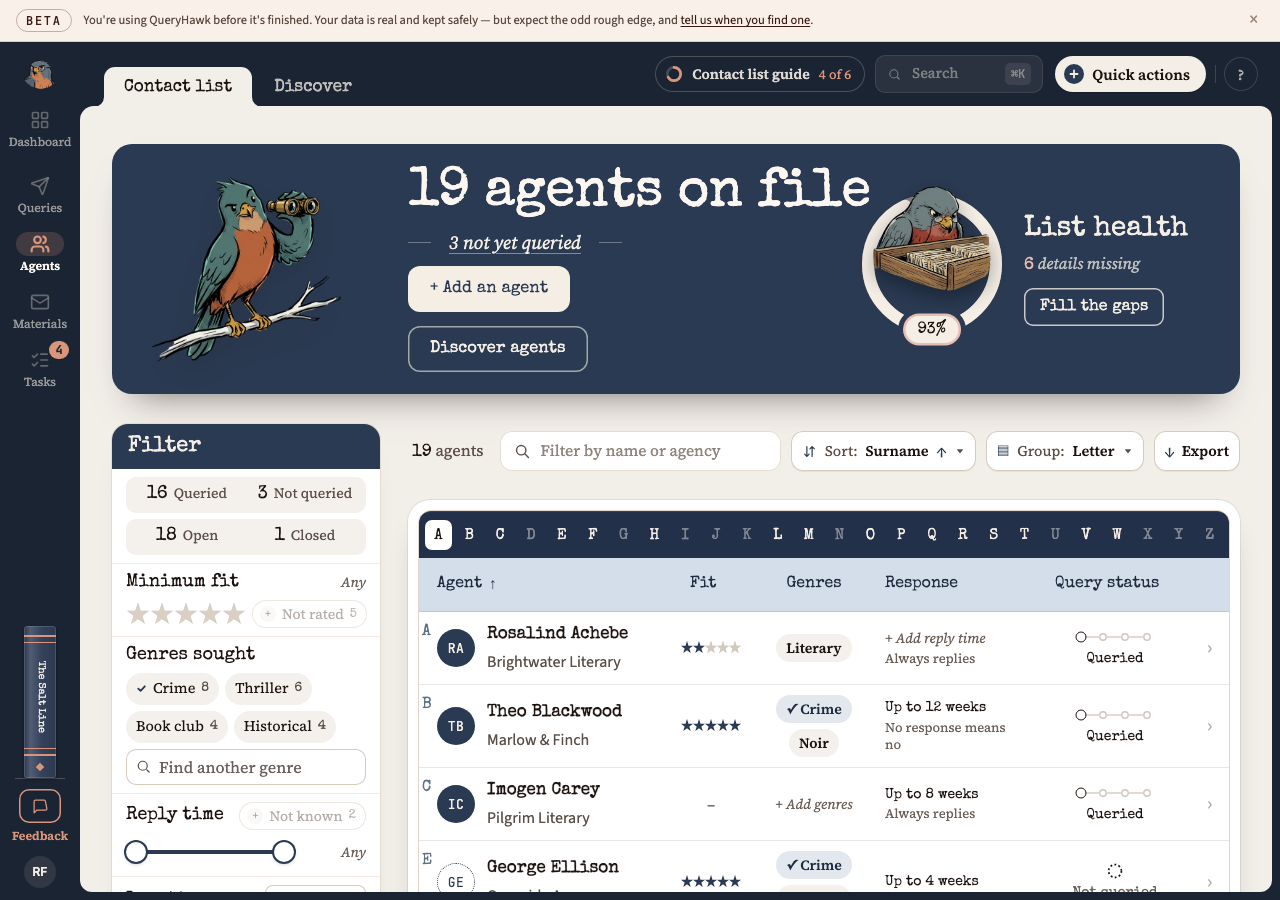 BETA You're using QueryHawk before it's finished. Your data is real and kept safely — but expect the odd rough edge, and tell us when you find one. ×
Contact list Discover Contact list guide 4 of 6 Search ⌘K + Quick actions ?
Dashboard
Queries
Agents
Materials
4
Tasks
The Salt Line
Feedback
RF
19 agents on file
3 not yet queried
+ Add an agent
Discover agents
93%
List health
6 details missing
Fill the gaps
Filter
16 Queried 3 Not queried
18 Open 1 Closed
Minimum fit Any
+ Not rated 5
Genres sought
✓ Crime 8 Thriller 6
Book club 4 Historical 4
Find another genre
Reply time + Not known 2
Any
19 agents Filter by name or agency Sort: Surname ↑ Group: Letter ↓ Export
A B C D E F G H I J K L M N O P Q R S T U V W X Y Z
Agent ↑ Fit Genres Response Query status
A RA Rosalind Achebe Brightwater Literary ★★★★★ Literary + Add reply time Always replies Queried ›
B TB Theo Blackwood Marlow & Finch ★★★★★ ✓ Crime Noir Up to 12 weeks No response means no Queried ›
C IC Imogen Carey Pilgrim Literary – + Add genres Up to 8 weeks Always replies Queried ›
E GE George Ellison ★★★★★ ✓ Crime Up to 4 weeks Not queried ›